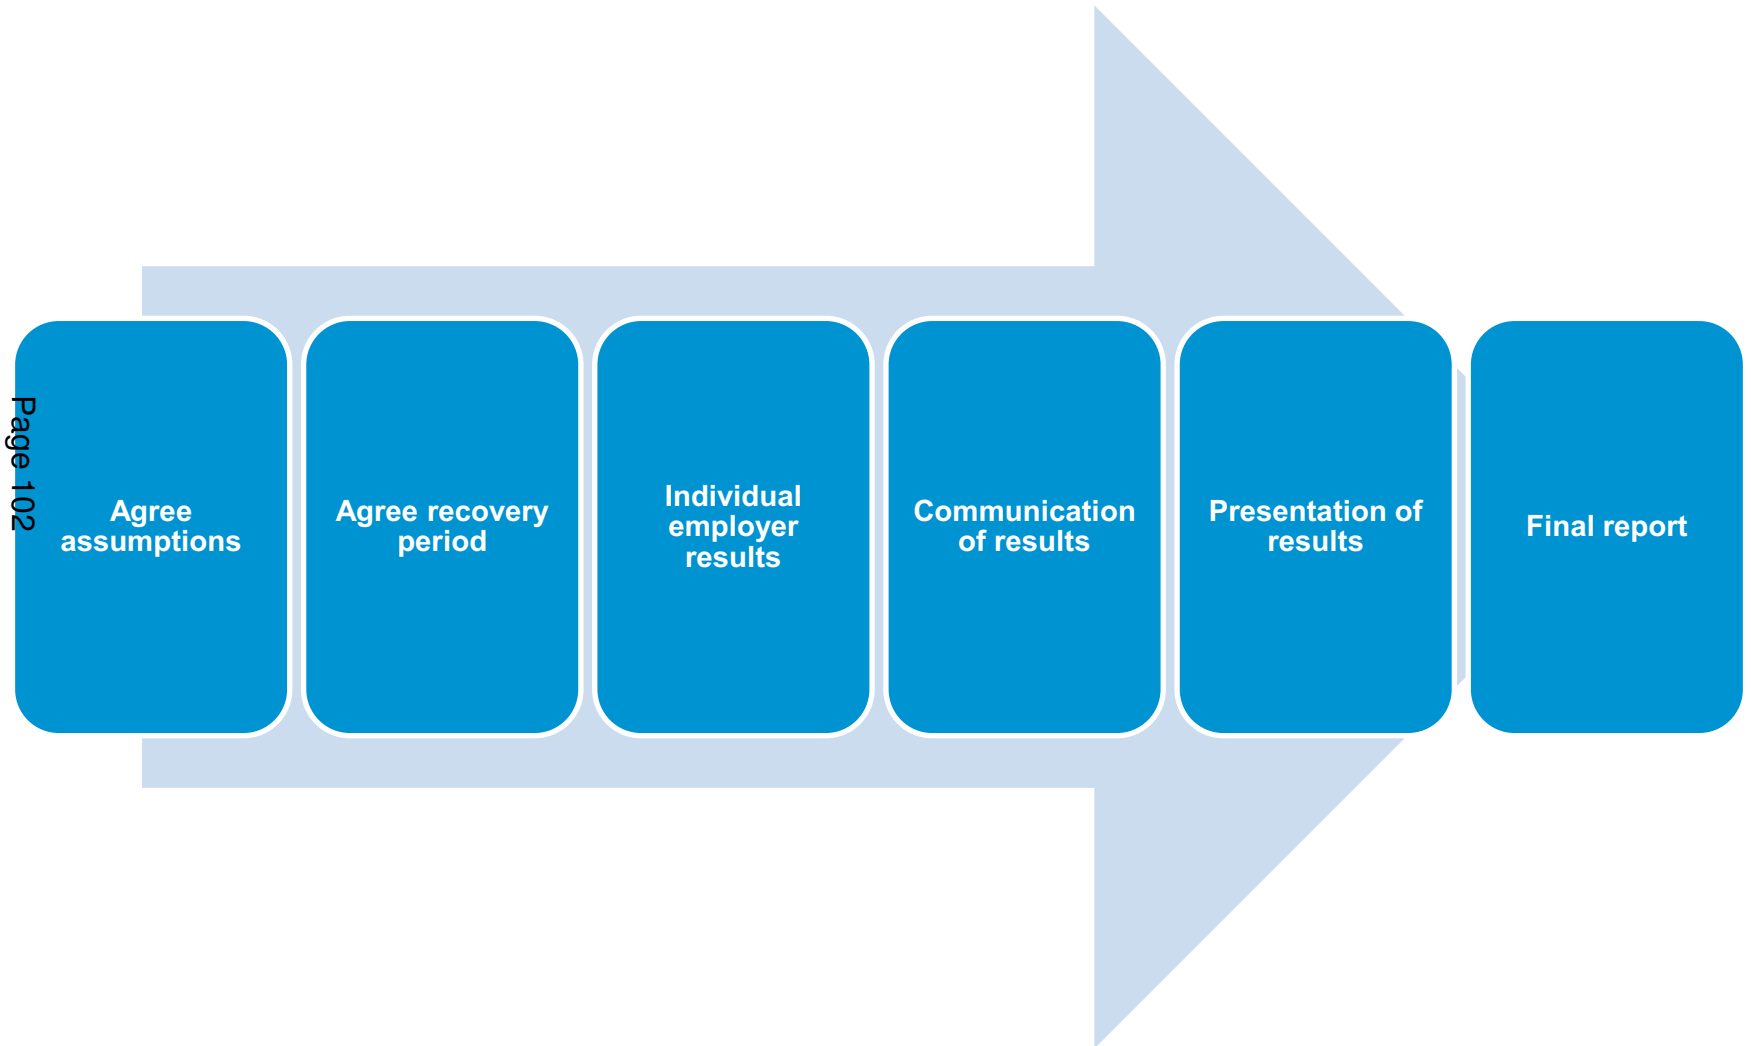 Page 102
Agree
assumptions
Agree recovery
period
Individual
employer
results
Communication
of results
Presentation of
results
Final report